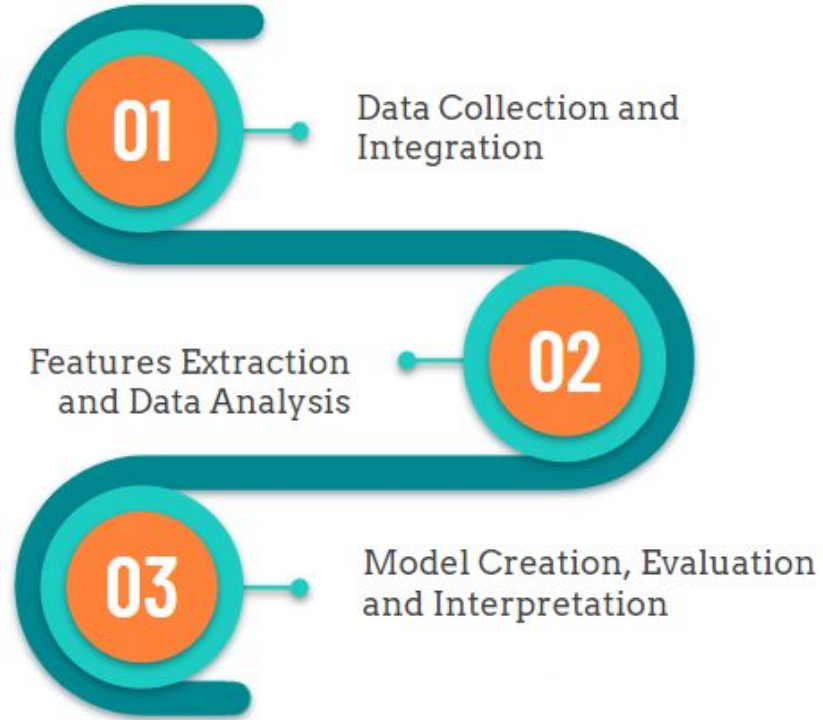 01
Data Collection and
Integration
02
Features Extraction
and Data Analysis
03
Model Creation, Evaluation
and Interpretation